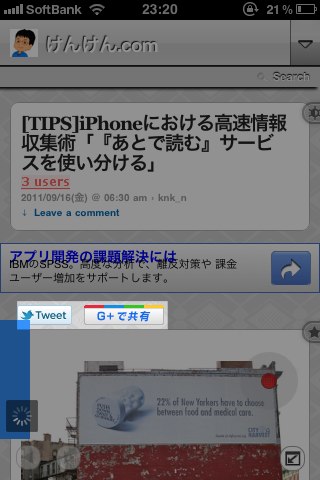 SoftBank 23:20 21%
けんけん.com
Search
[TIPS]iPhoneにおける高速情報
収集術「『あとで読む』サービ
スを使い分ける」
3 users
2011/09/16(金) @ 06:30 am › knk_n
↓ Leave a comment
アプリ開発の課題解決には
IBMのSPSS。高度な分析で、離反対策や 課金
ユーザー増加をサポートします。
Tweet G+で共有
22% of New Yorkers have to choose
between food and medical care.
CITY
HARVEST